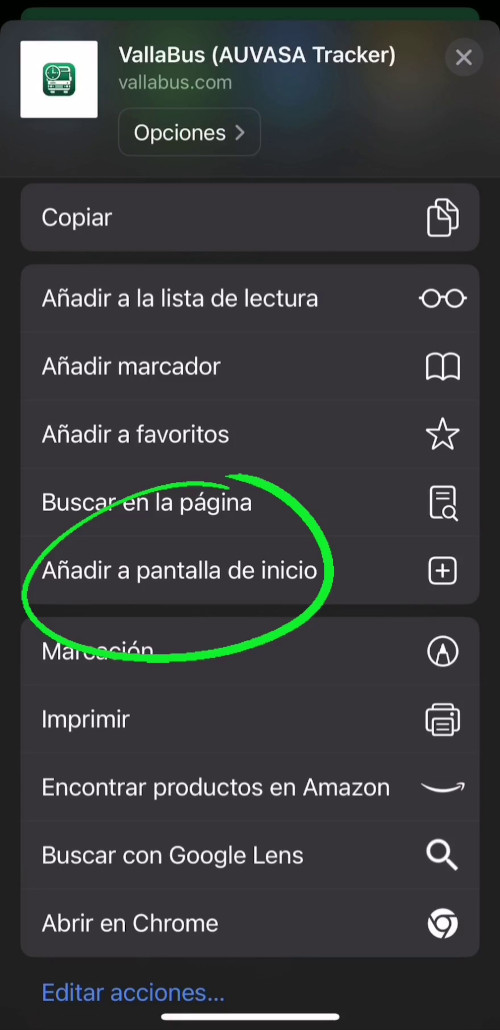 VallaBus (AUVASA Tracker)
vallabus.com
Opciones
Copiar
Añadir a la lista de lectura
Añadir marcador
Añadir a favoritos
Buscar en la página
Añadir a pantalla de inicio
Marcación
Imprimir
Encontrar productos en Amazon
Buscar con Google Lens
Abrir en Chrome
Editar acciones...